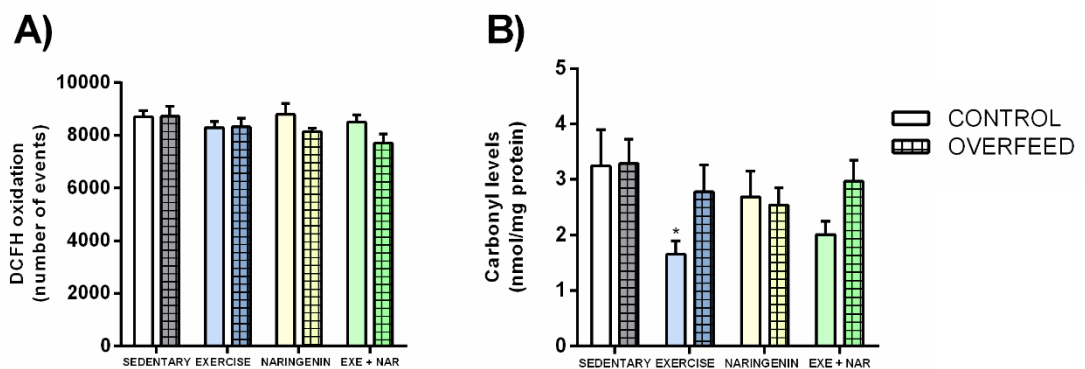 A)
DCFH oxidation
(number of events)
10000
8000
6000
4000
2000
0
SEDENTARY EXERCISE NARINGENIN EXE + NAR
B)
Carbonyl levels
(nmol/mg protein)
5
4
3
2
1
0
*
SEDENTARY EXERCISE NARINGENIN EXE + NAR
CONTROL
OVERFEED